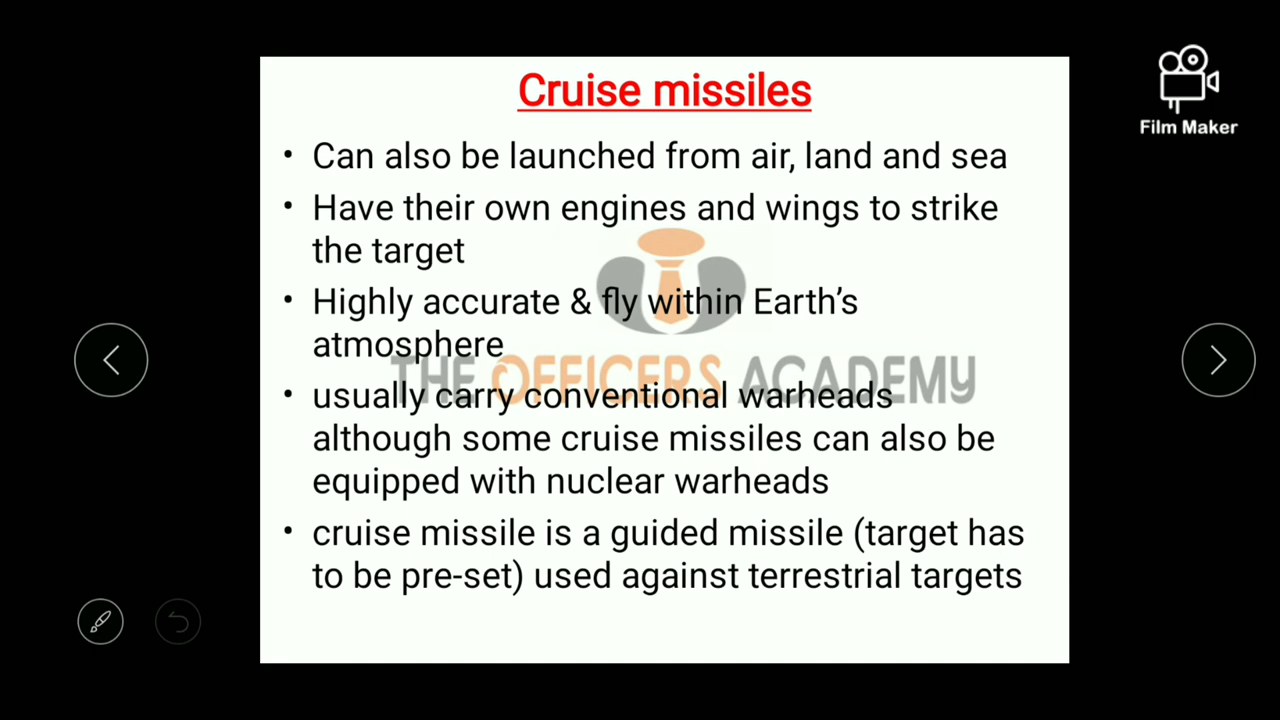 Cruise missiles
Film Maker
• Can also be launched from air, land and sea
• Have their own engines and wings to strike
the target
• Highly accurate & fly within Earth's
atmosphere
THE OFFICERS ACADEMY
• usually carry conventional warheads
although some cruise missiles can also be
equipped with nuclear warheads
• cruise missile is a guided missile (target has
to be pre-set) used against terrestrial targets